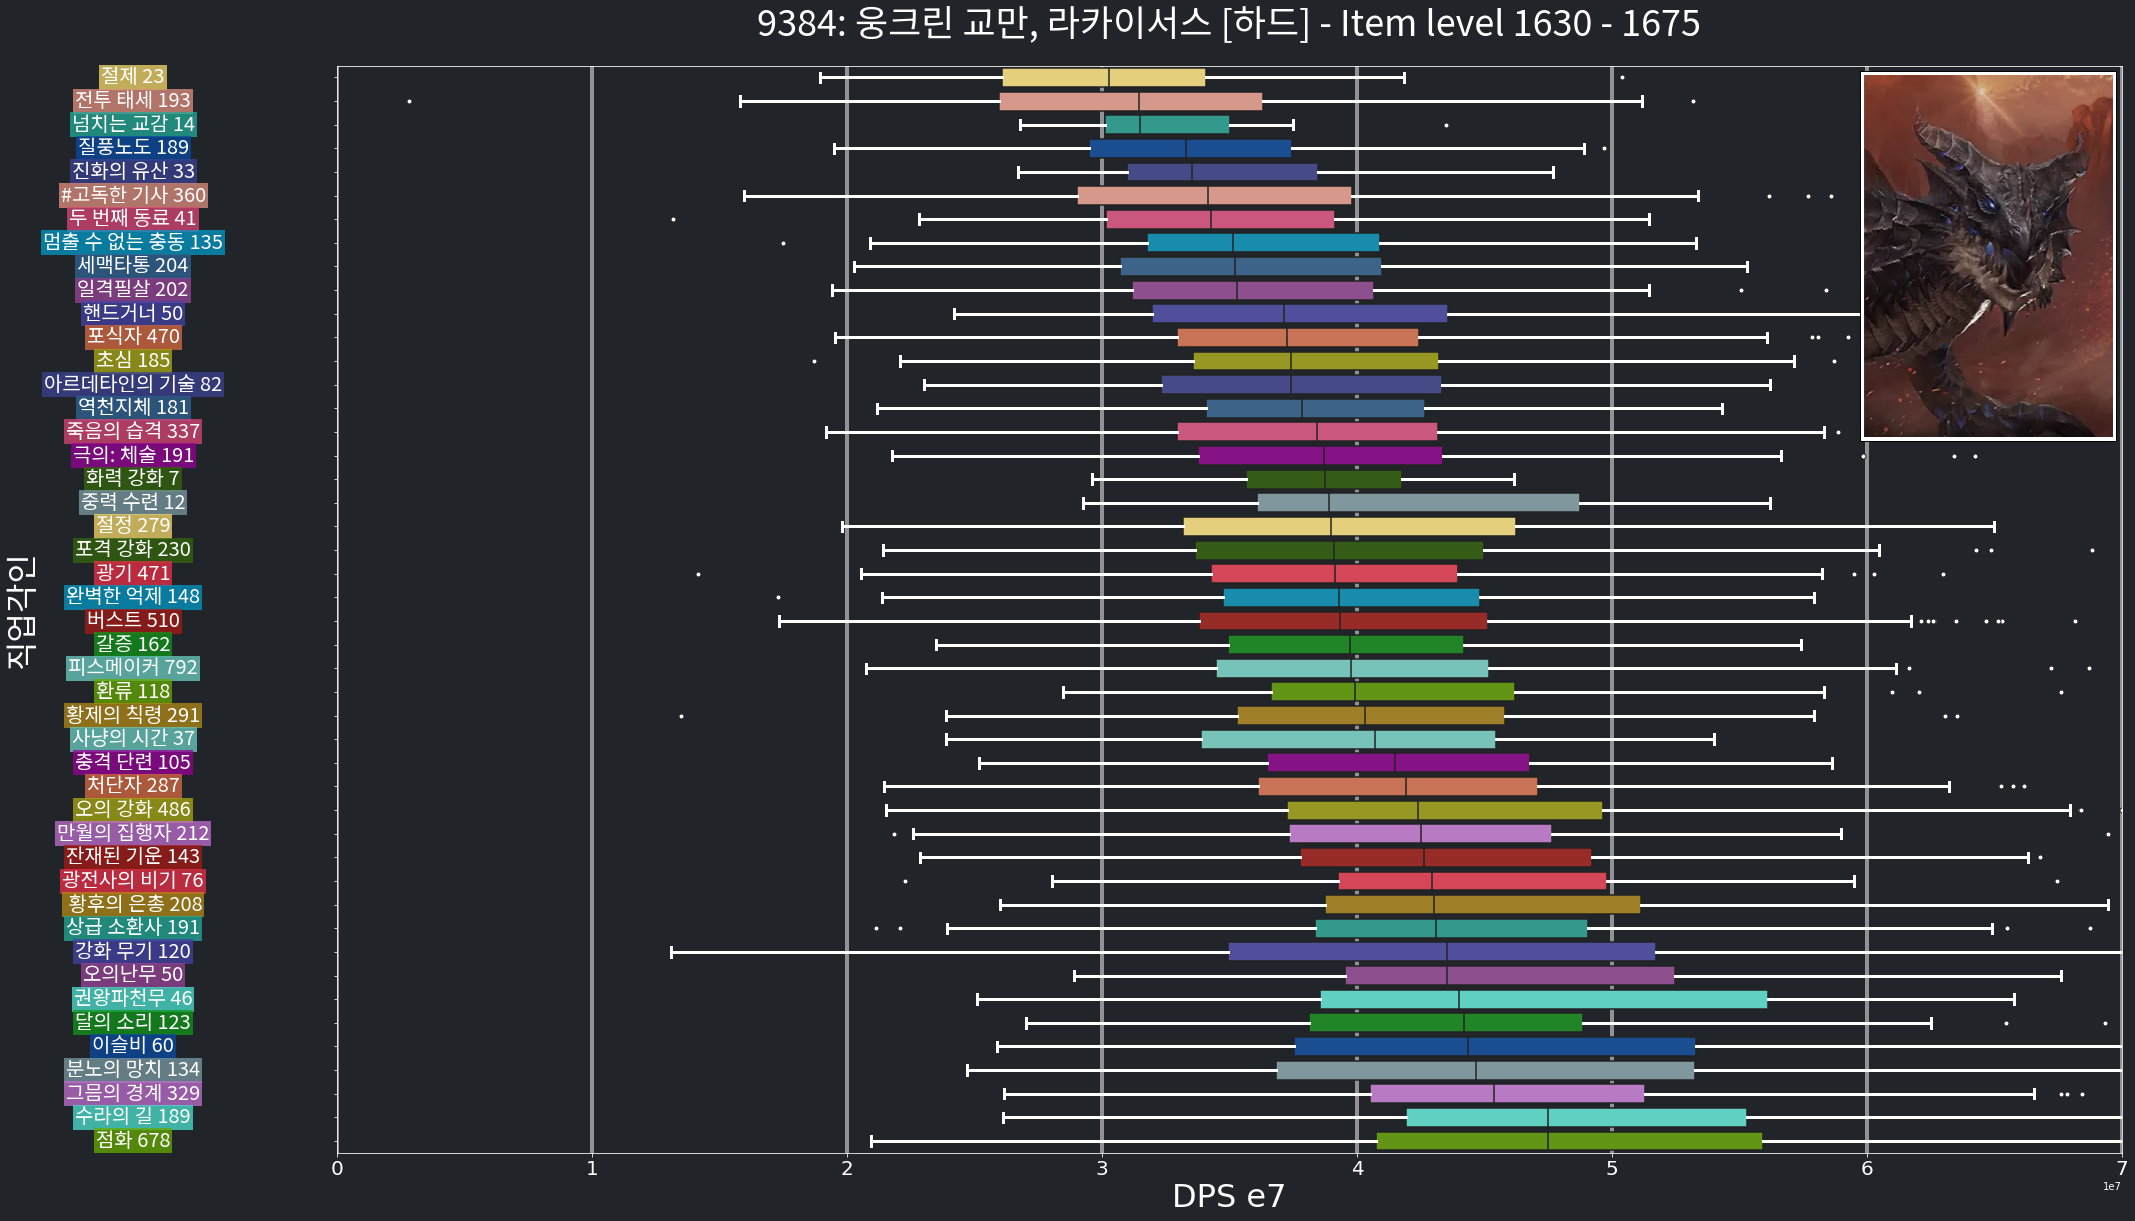 9384: 웅크린 교만, 라카이서스 [하드] - Item level 1630 - 1675
절제 23
전투 태세 193
넘치는 교감 14
질풍노도 189
진화의 유산 33
#고독한 기사 360
두 번째 동료 41
멈출 수 없는 충동 135
세맥타통 204
일격필살 202
핸드거너 50
포식자 470
초심 185
아르데타인의 기술 82
역천지체 181
죽음의 습격 337
극의: 체술 191
화력 강화 7
중력 수련 12
절정 279
포격 강화 230
광기 471
완벽한 억제 148
버스트 510
갈증 162
피스메이커 792
환류 118
황제의 칙령 291
사냥의 시간 37
충격 단련 105
처단자 287
오의 강화 486
만월의 집행자 212
잔재된 기운 143
광전사의 비기 76
황후의 은총 208
상급 소환사 191
강화 무기 120
오의난무 50
권왕파천무 46
달의 소리 123
이슬비 60
분노의 망치 134
그믐의 경계 329
수라의 길 189
점화 678
직업각인
0 1 2 3 4 5 6 7
DPS e7
1e7